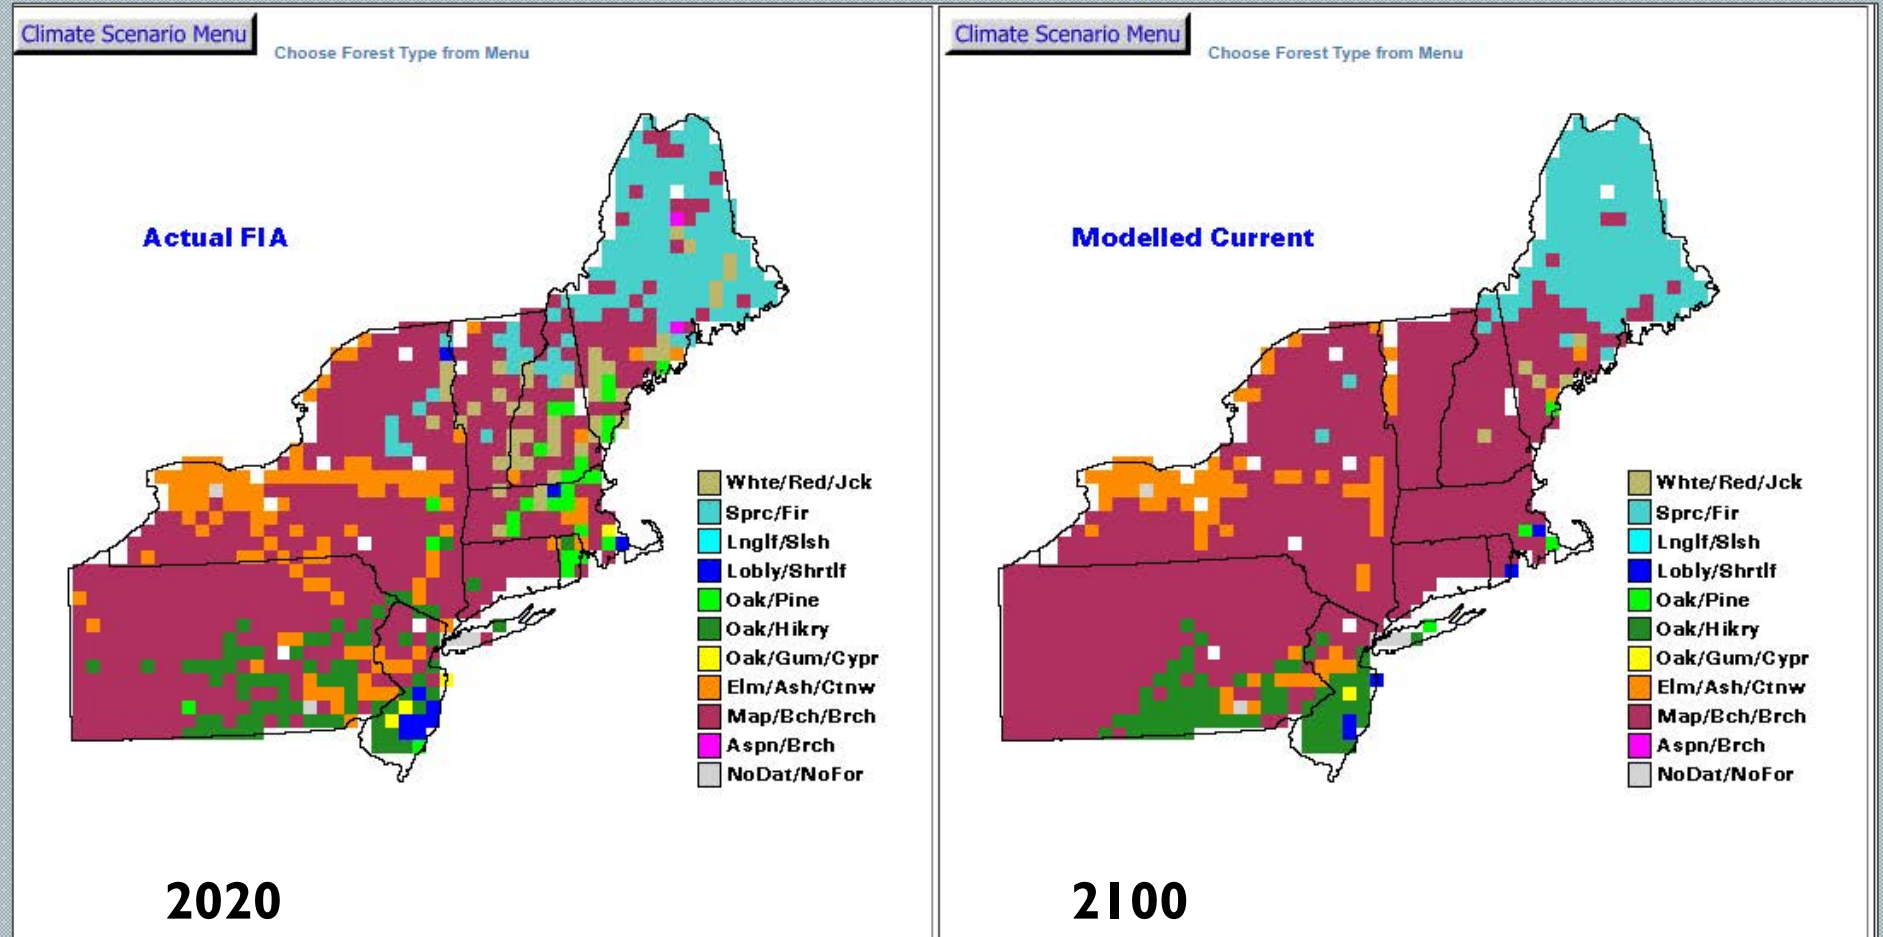 Climate Scenario Menu
Choose Forest Type from Menu
Actual FIA
Whte/Red/Jck
Sprc/Fir
Lnglf/Slsh
Lobly/Shrtlf
Oak/Pine
Oak/Hikry
Oak/Gum/Cypr
Elm/Ash/Ctnw
Map/Bch/Brch
Aspn/Brch
NoDat/NoFor
2020
Climate Scenario Menu
Choose Forest Type from Menu
Modelled Current
Whte/Red/Jck
Sprc/Fir
Lnglf/Slsh
Lobly/Shrtlf
Oak/Pine
Oak/Hikry
Oak/Gum/Cypr
Elm/Ash/Ctnw
Map/Bch/Brch
Aspn/Brch
NoDat/NoFor
2100